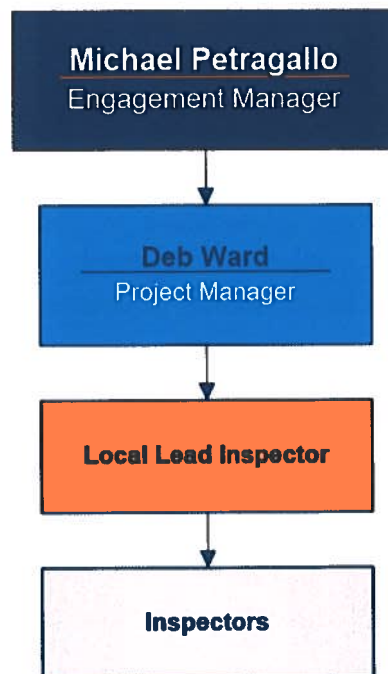 Michael Petragallo
Engagement Manager
Deb Ward
Project Manager
Local Lead Inspector
Inspectors